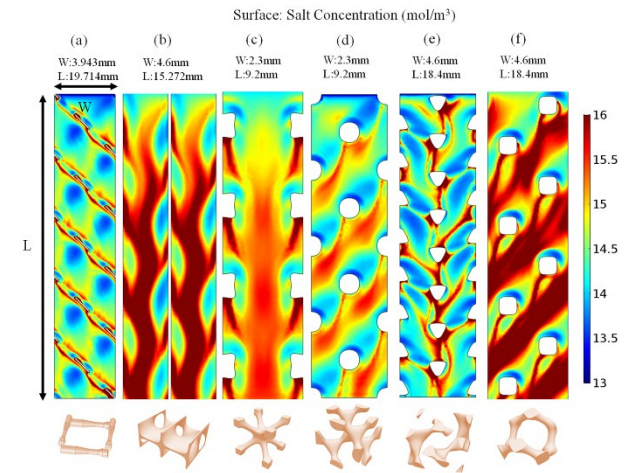 Surface: Salt Concentration (mol/m³)
(a) (b) (c) (d) (e) (f)
W:3.943mm W:4.6mm W:2.3mm W:2.3mm W:4.6mm W:4.6mm
L:19.714mm L:15.272mm L:9.2mm L:9.2mm L:18.4mm L:18.4mm
W
L
16
15.5
15
14.5
14
13.5
13